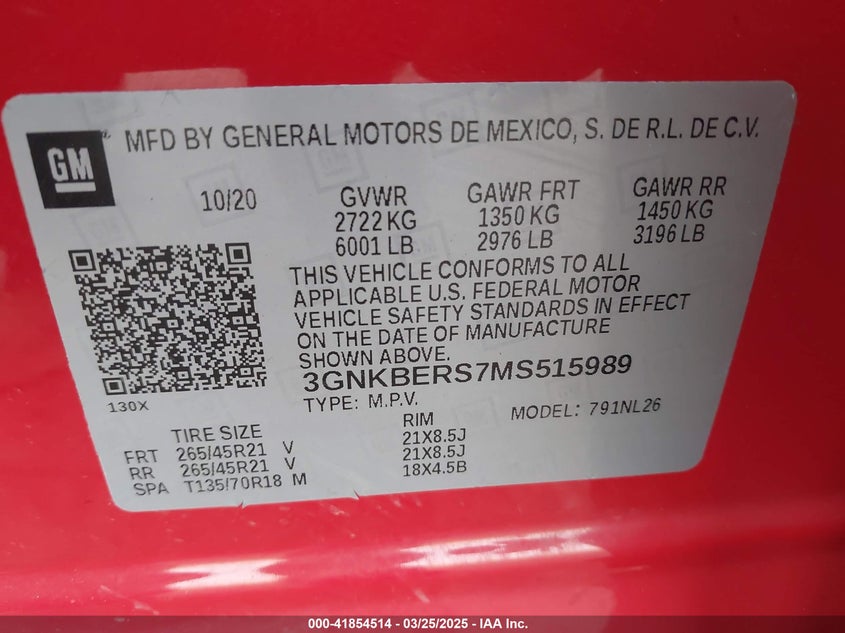 GM® MFD BY GENERAL MOTORS DE MEXICO, S. DE R.L. DE C.V.
10/20 GVWR GAWR FRT GAWR RR
2722 KG 1350 KG 1450 KG
6001 LB 2976 LB 3196 LB
THIS VEHICLE CONFORMS TO ALL
APPLICABLE U.S. FEDERAL MOTOR
VEHICLE SAFETY STANDARDS IN EFFECT
ON THE DATE OF MANUFACTURE
SHOWN ABOVE.
3GNKBERS7MS515989
130X TYPE: M.P.V. MODEL: 791NL26
TIRE SIZE RIM
FRT 265/45R21 V 21X8.5J
RR 265/45R21 V 21X8.5J
SPA T135/70R18 M 18X4.5B
000-41854514 - 03/25/2025 - IAA Inc.